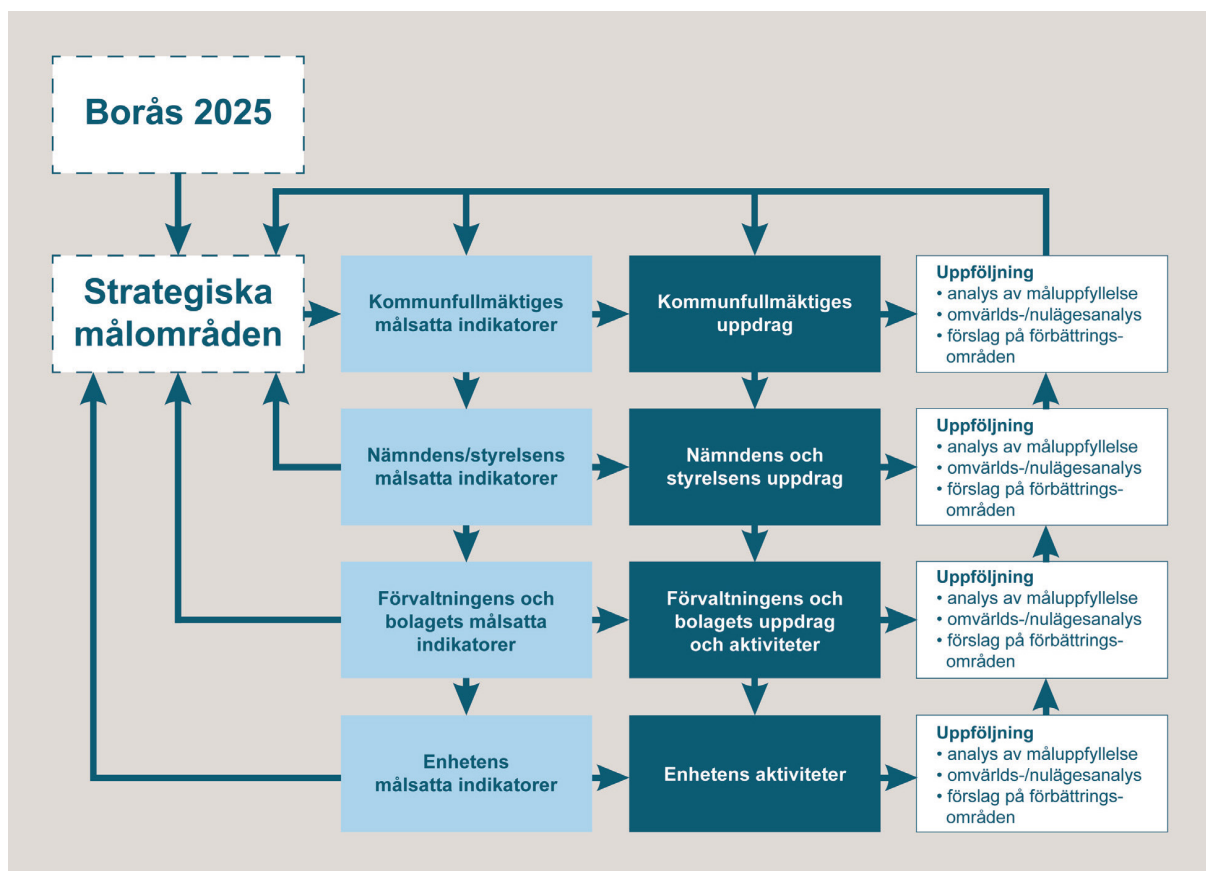 Borås 2025
Strategiska
målområden
Kommunfullmäktiges
målsatta indikatorer
Kommunfullmäktiges
uppdrag
Uppföljning
• analys av måluppfyllelse
• omvärlds-/nulägesanalys
• förslag på förbättrings-
områden
Nämndens/styrelsens
målsatta indikatorer
Nämndens och
styrelsens uppdrag
Uppföljning
• analys av måluppfyllelse
• omvärlds-/nulägesanalys
• förslag på förbättrings-
områden
Förvaltningens och
bolagets målsatta
indikatorer
Förvaltningens och
bolagets uppdrag
och aktiviteter
Uppföljning
• analys av måluppfyllelse
• omvärlds-/nulägesanalys
• förslag på förbättrings-
områden
Enhetens
målsatta indikatorer
Enhetens aktiviteter
Uppföljning
• analys av måluppfyllelse
• omvärlds-/nulägesanalys
• förslag på förbättrings-
områden